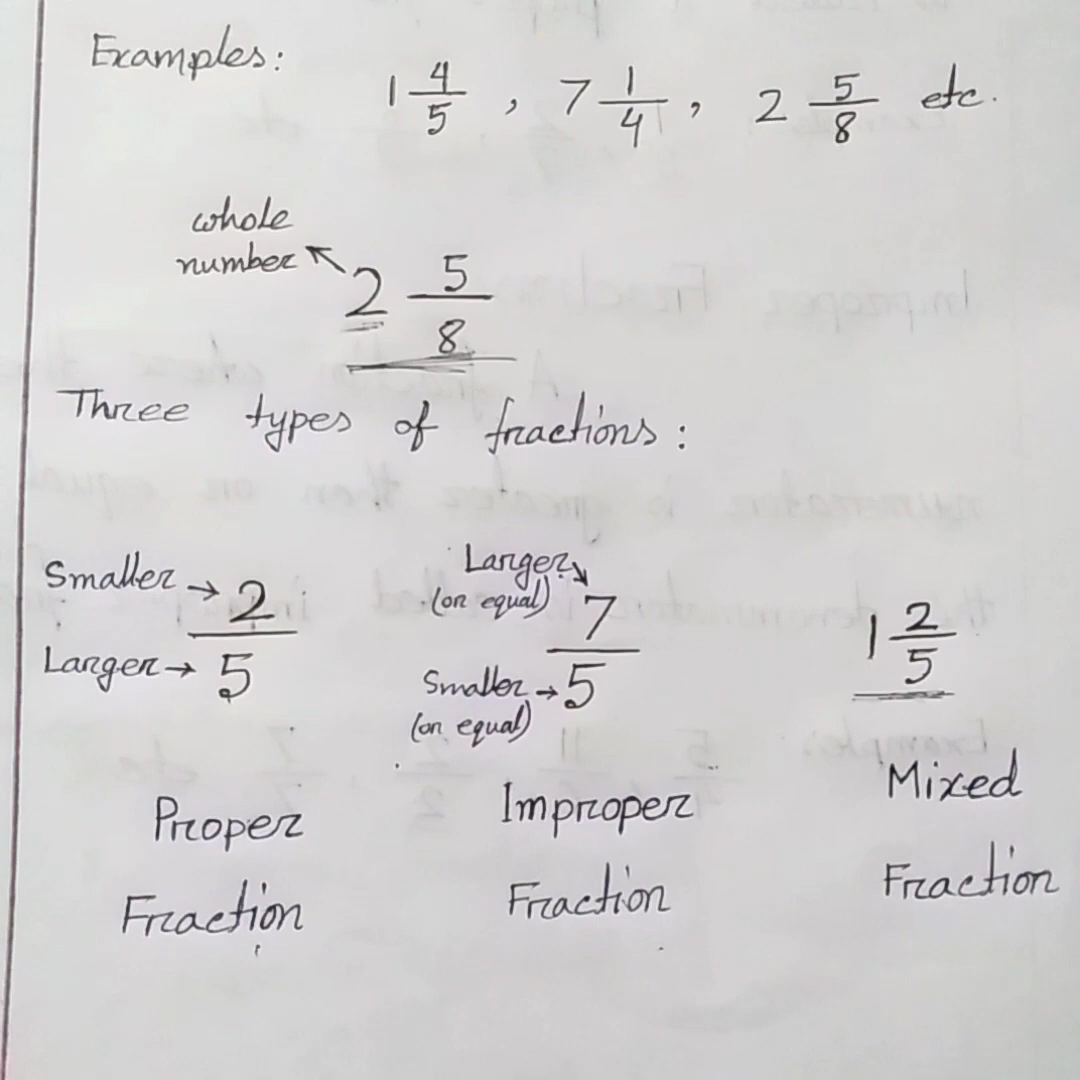 Examples:
1 4/5 , 7 1/4 , 2 5/8 etc.
whole
number
2 5/8
Three types of fractions:
Smaller → 2
Larger → 5
Larger
(or equal) 7
Smaller → 5
(or equal)
1 2/5
Proper
Fraction
Improper
Fraction
Mixed
Fraction